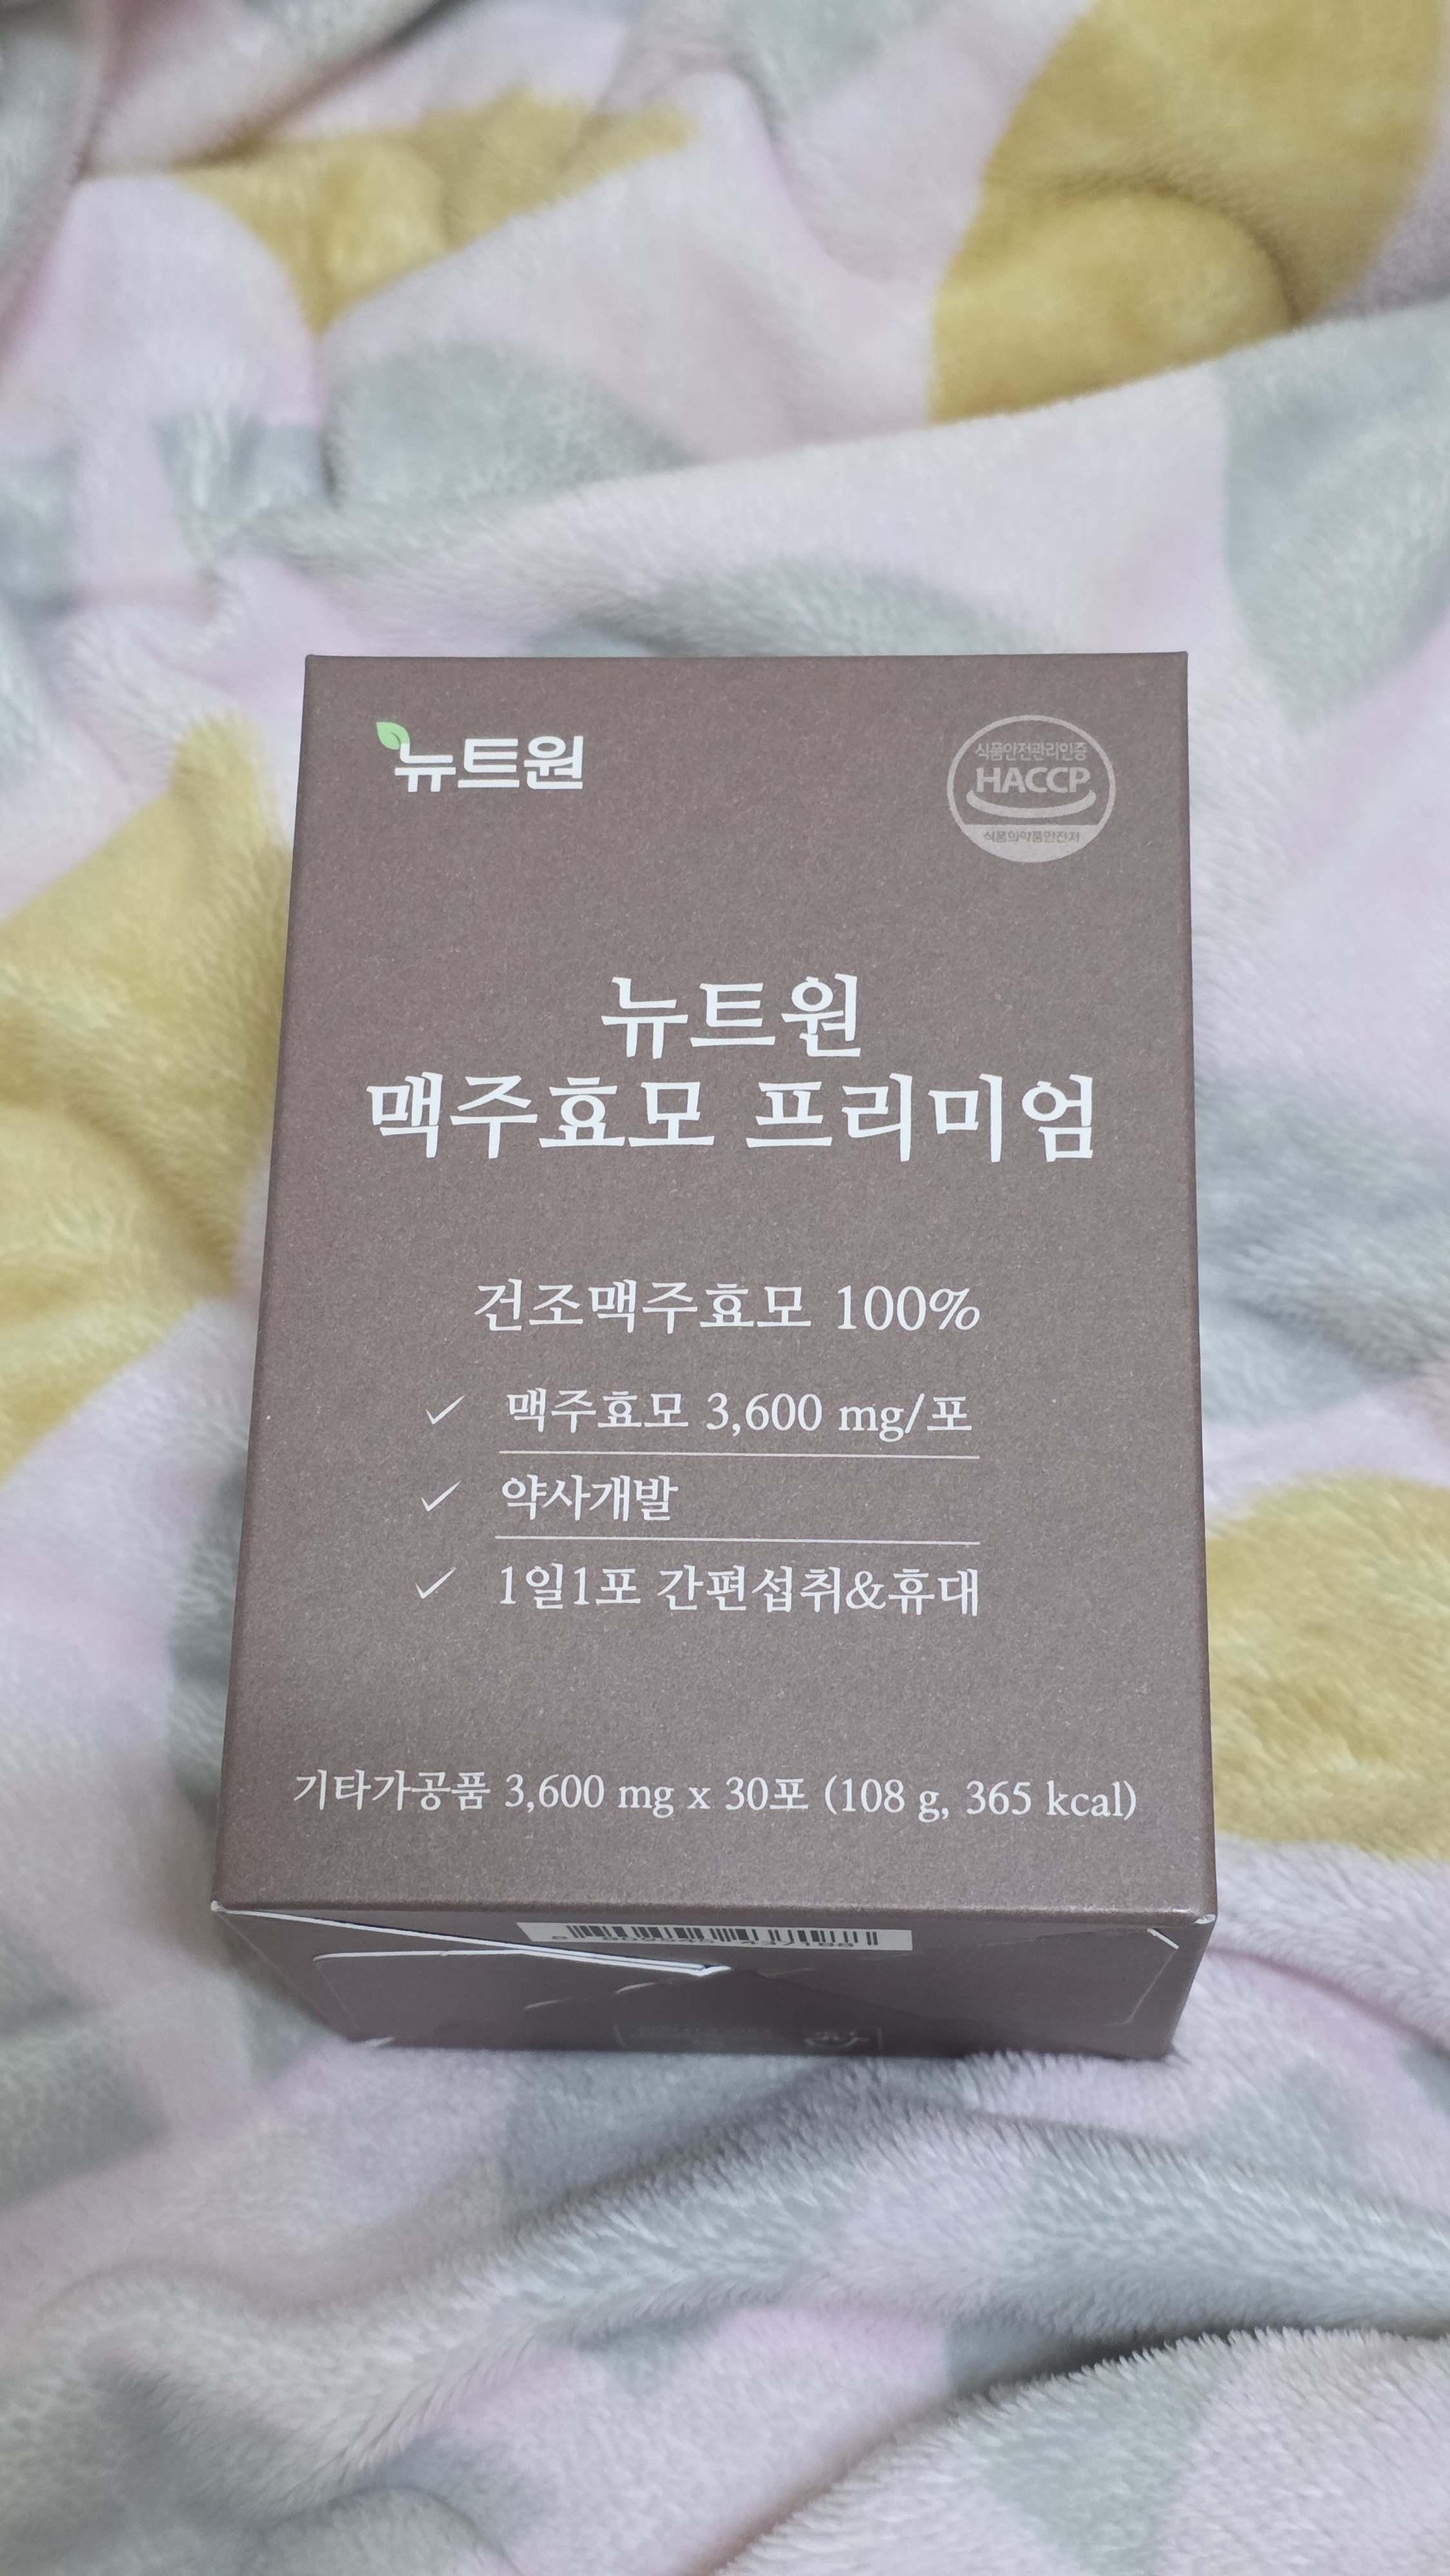 뉴트원
식품안전관리인증
HACCP
식품의약품안전처
뉴트원
맥주효모 프리미엄
건조맥주효모 100%
✓ 맥주효모 3,600 mg/포
✓ 약사개발
✓ 1일1포 간편섭취&휴대
기타가공품 3,600 mg x 30포 (108 g, 365 kcal)